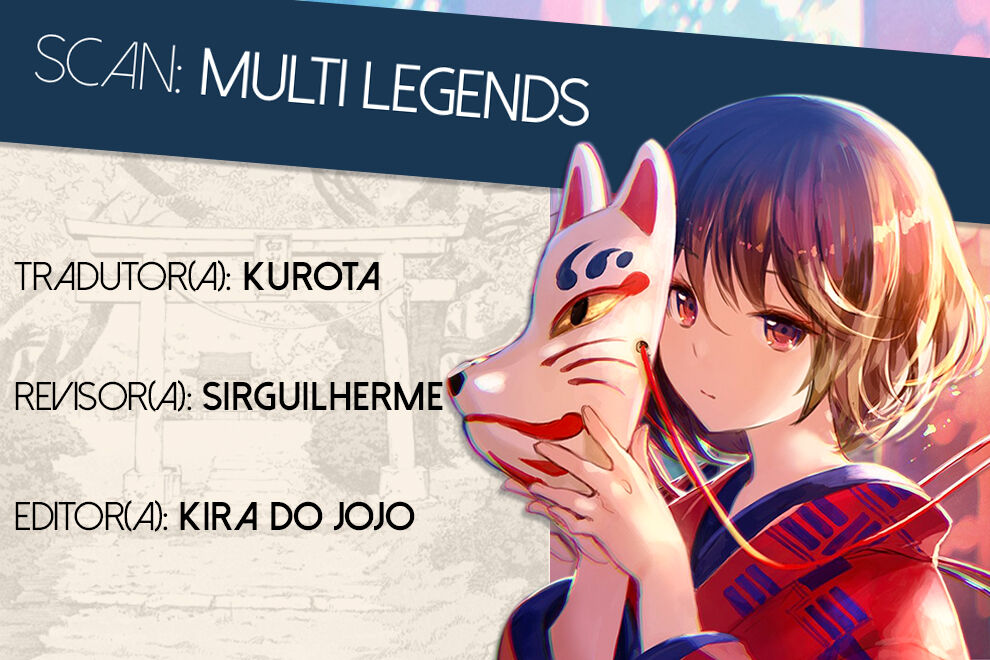 SCAN: MULTI LEGENDS
TRADUTOR(A): KUROTA
REVISOR(A): SIRGUILHERME
EDITOR(A): KIRA DO JOJO